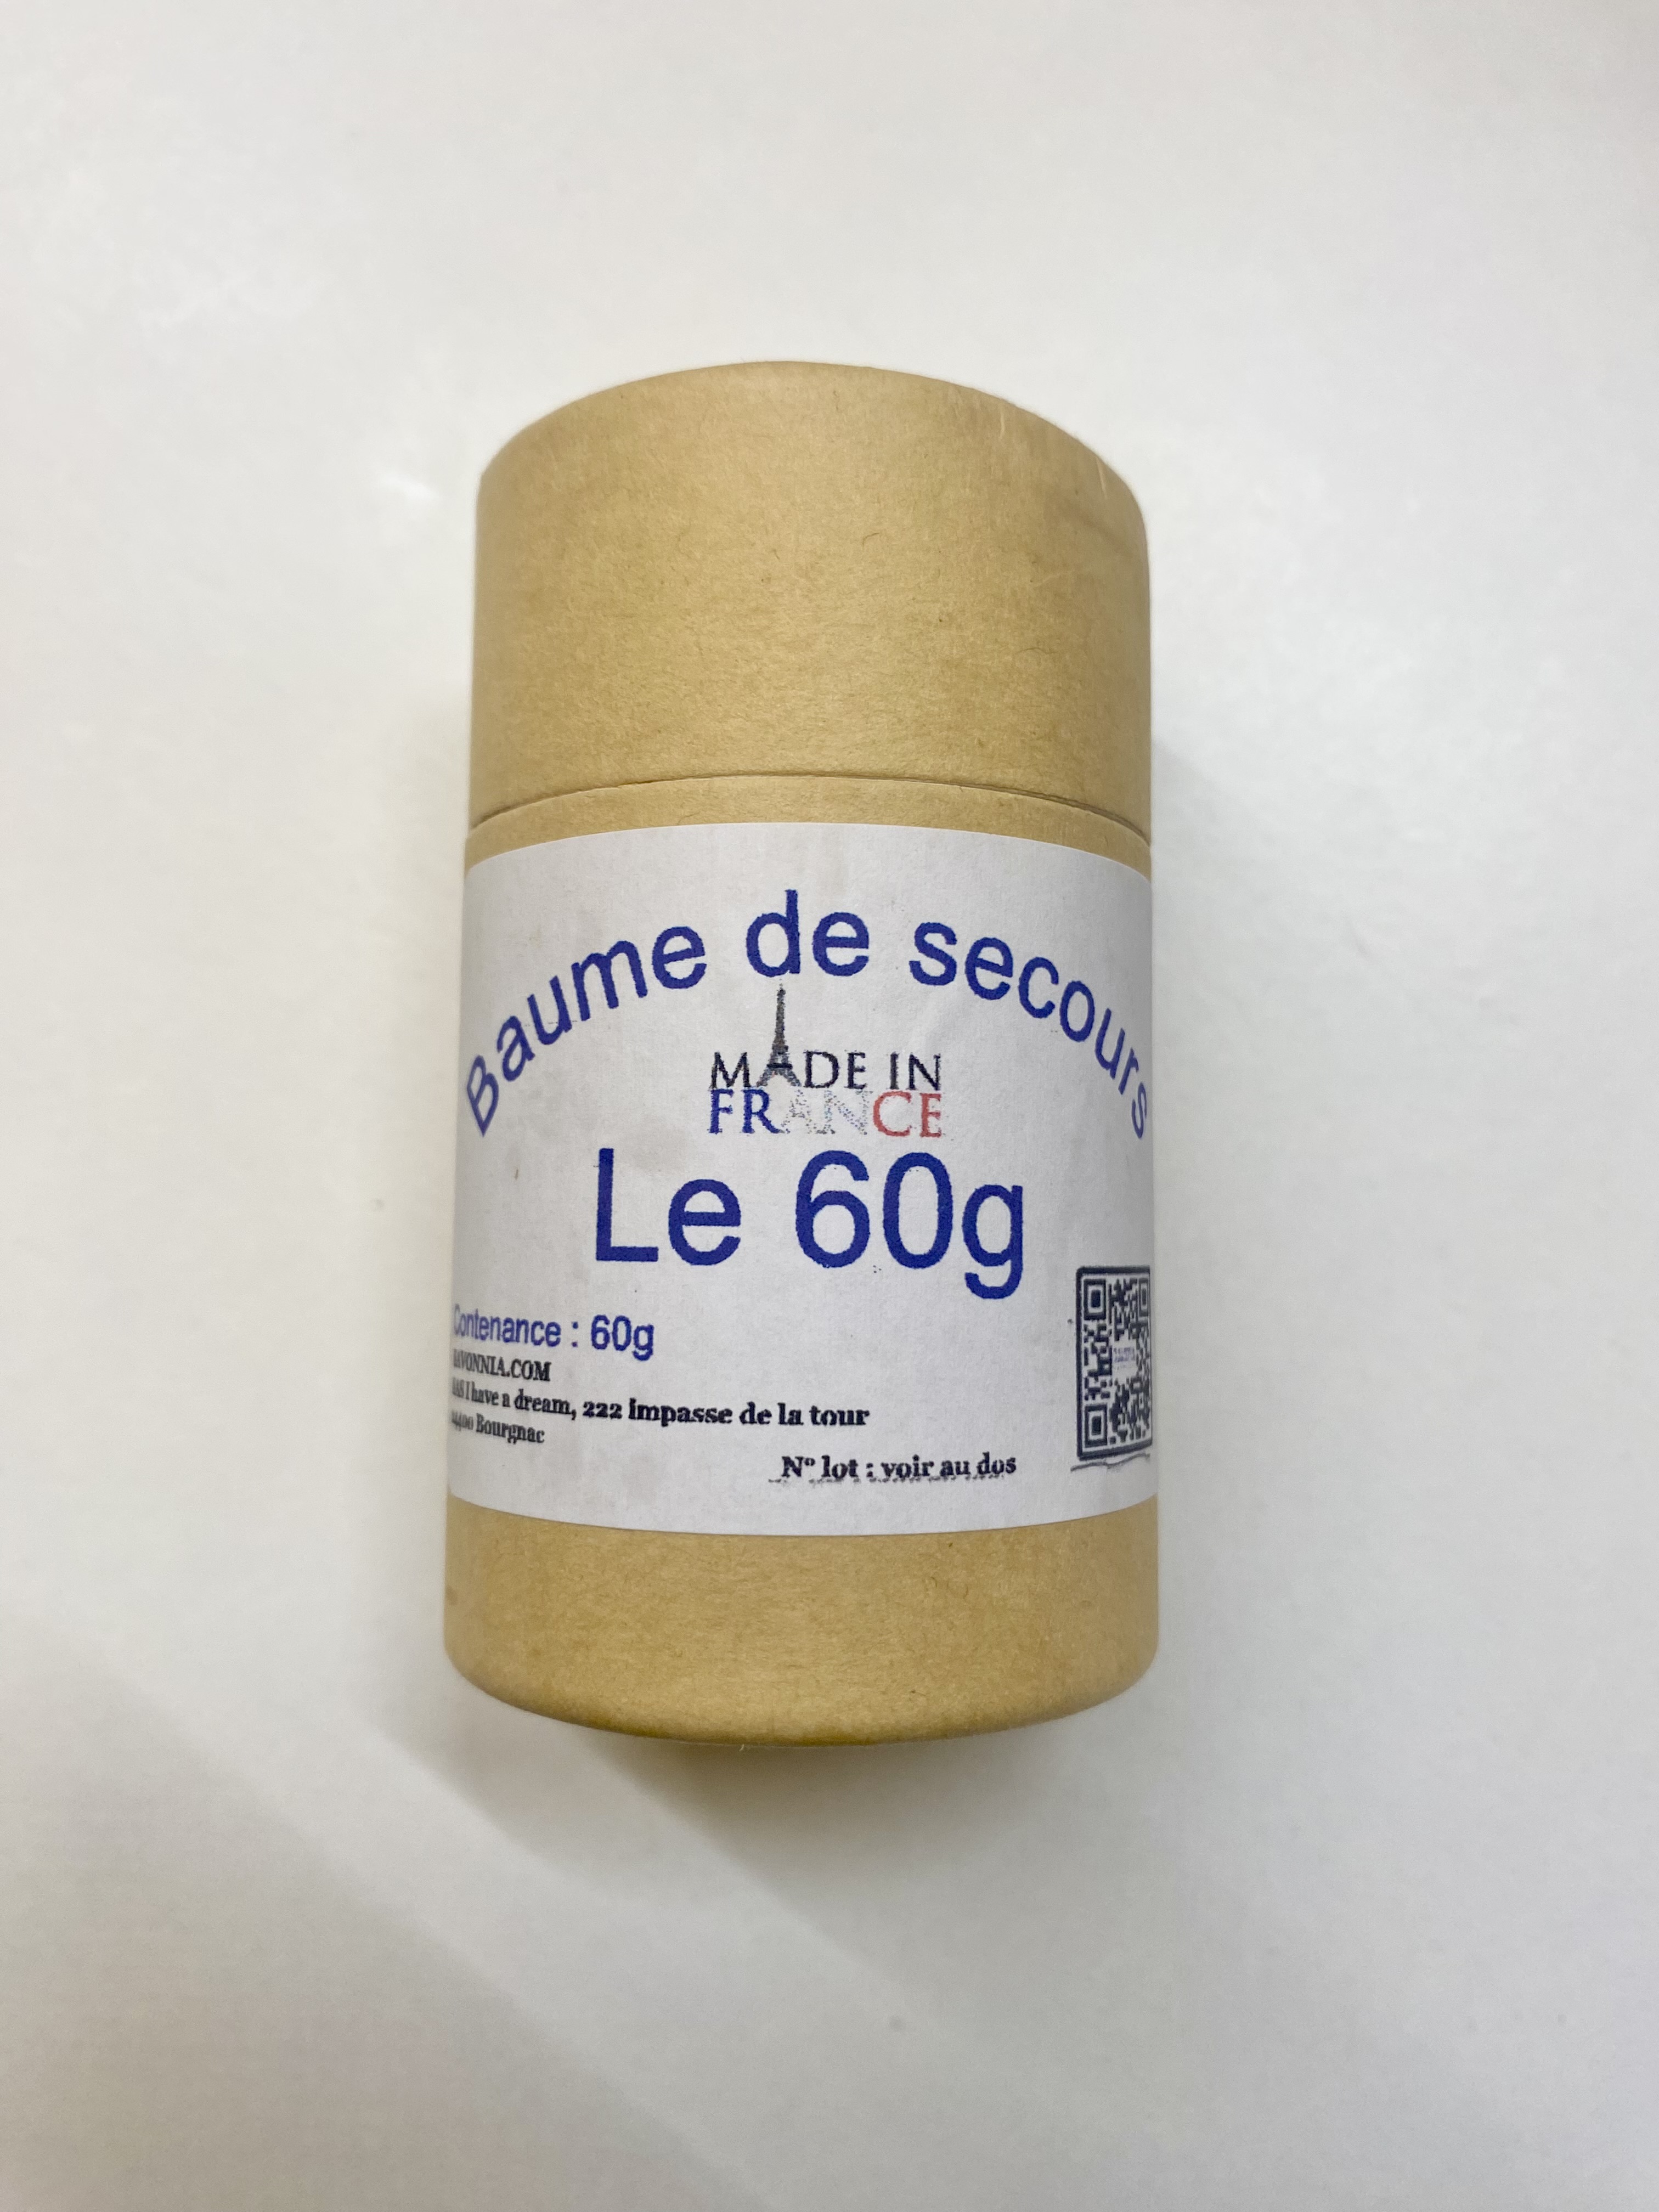 Baume de secours
MADE IN
FRANCE
Le 60g
Contenance : 60g
SAVONNIA.COM
SAS I have a dream, 222 impasse de la tour
24400 Bourgnac
N° lot : voir au dos